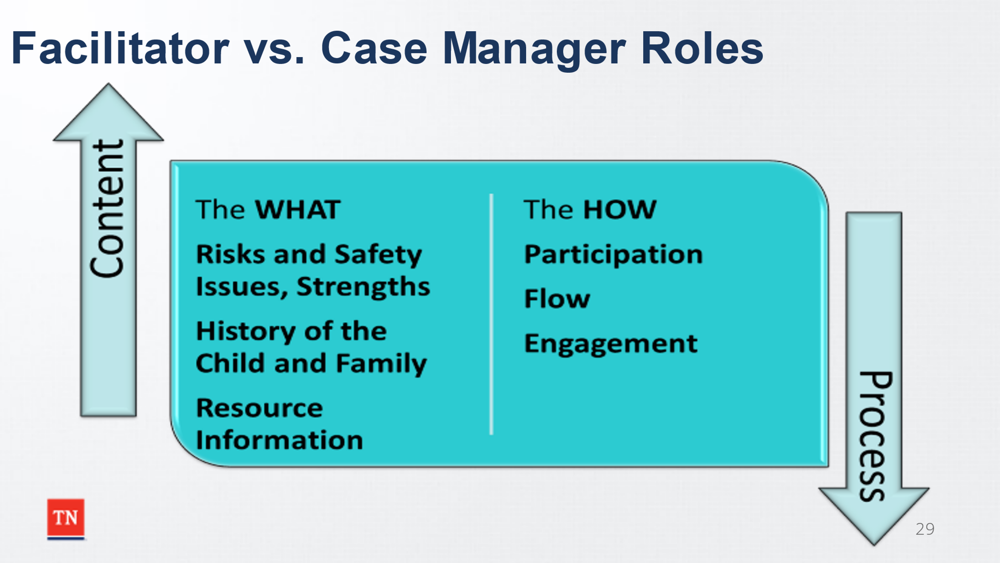 Facilitator vs. Case Manager Roles
Content
The WHAT
Risks and Safety
Issues, Strengths
History of the
Child and Family
Resource
Information
The HOW
Participation
Flow
Engagement
Process
TN
29